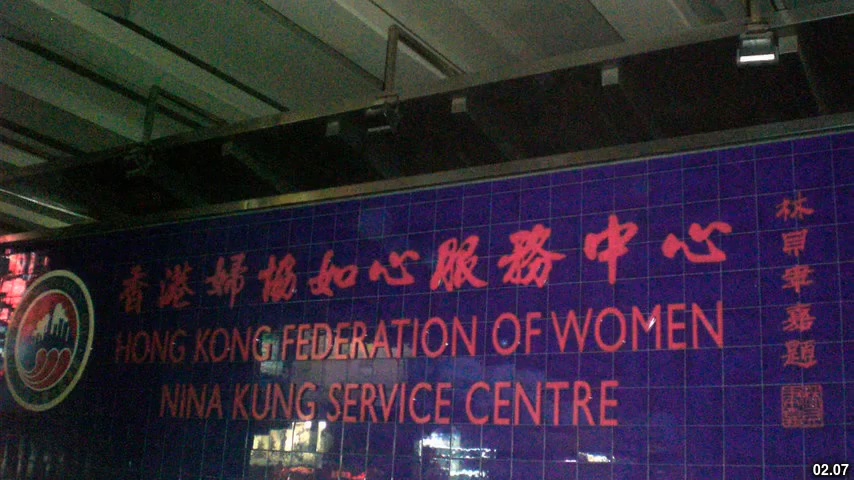 香港婦協如心服務中心
HONG KONG FEDERATION OF WOMEN
NINA KUNG SERVICE CENTRE
林貝聿嘉題
02.07